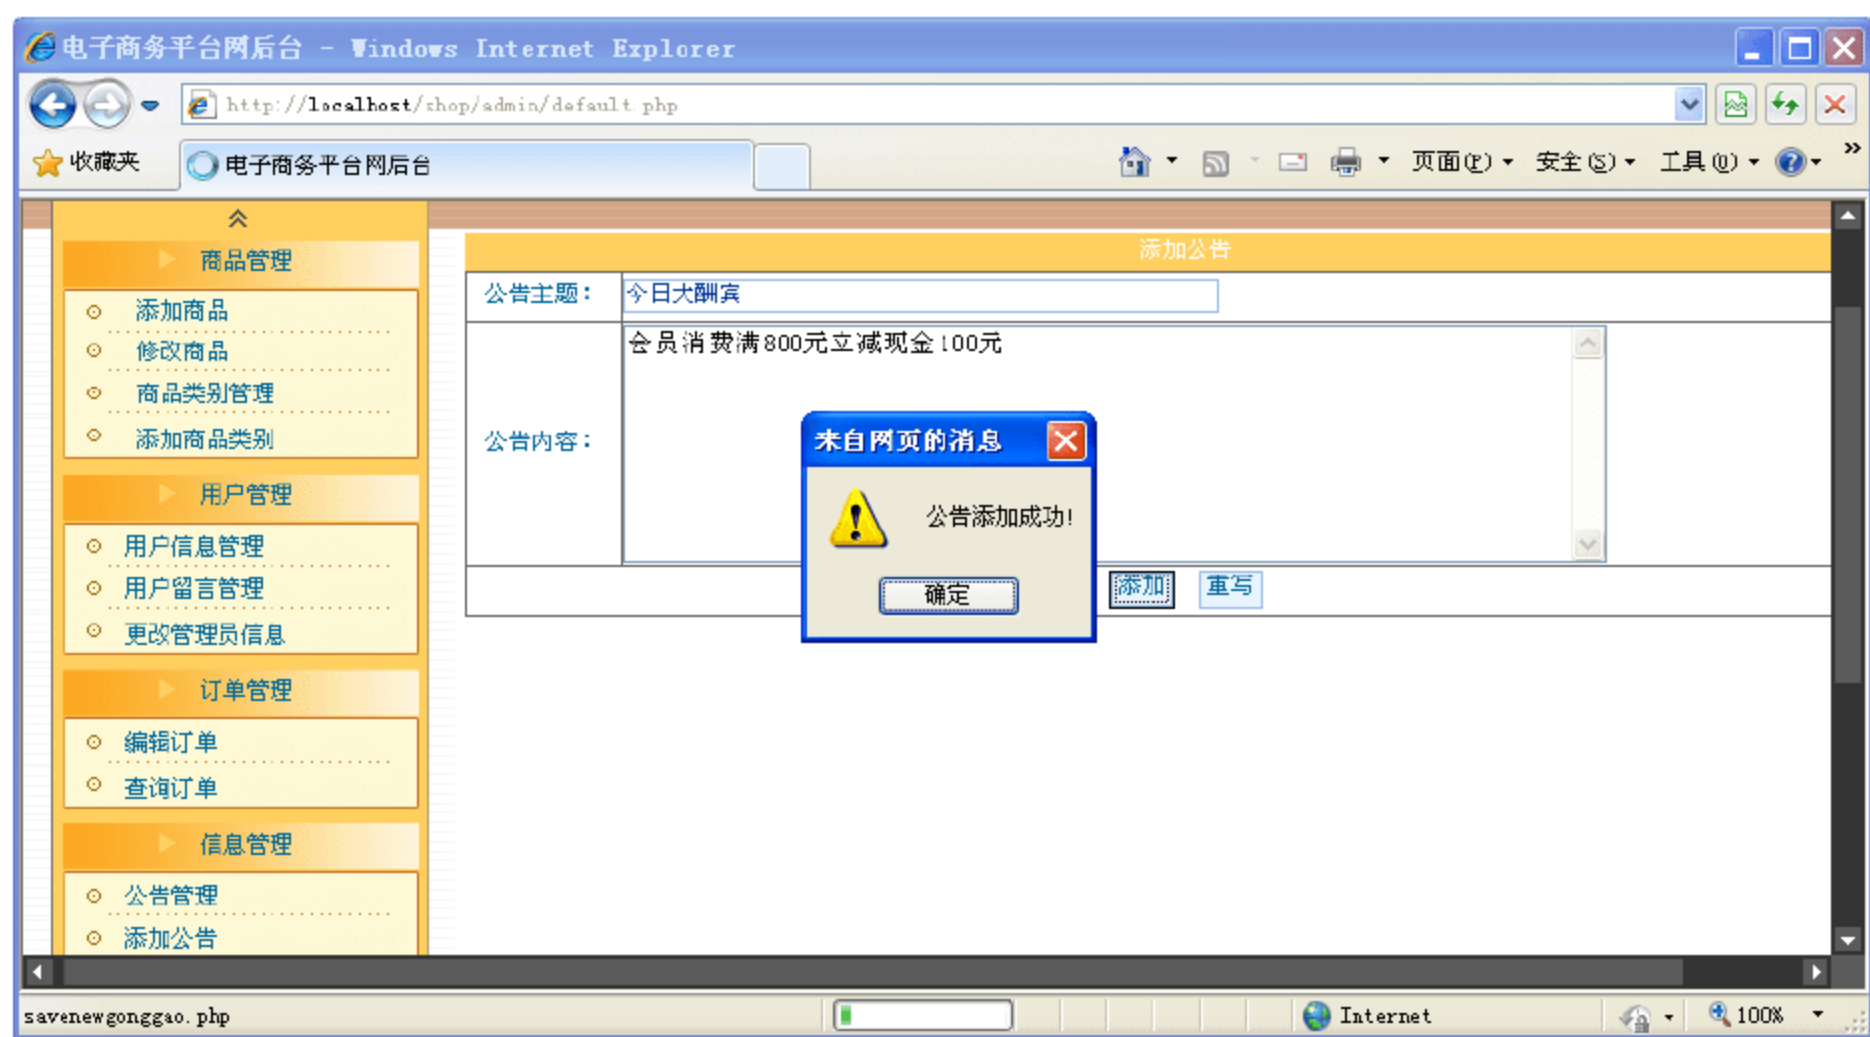 电子商务平台网后台 - Windows Internet Explorer
http://localhost/shop/admin/default.php
收藏夹
电子商务平台网后台
页面(P)
安全(S)
工具(O)
»
商品管理
添加商品
修改商品
商品类别管理
添加商品类别
用户管理
用户信息管理
用户留言管理
更改管理员信息
订单管理
编辑订单
查询订单
信息管理
公告管理
添加公告
添加公告
公告主题：
今日大酬宾
公告内容：
会员消费满800元立减现金100元
添加
重写
来自网页的消息
公告添加成功!
确定
savenewgonggao.php
Internet
100%